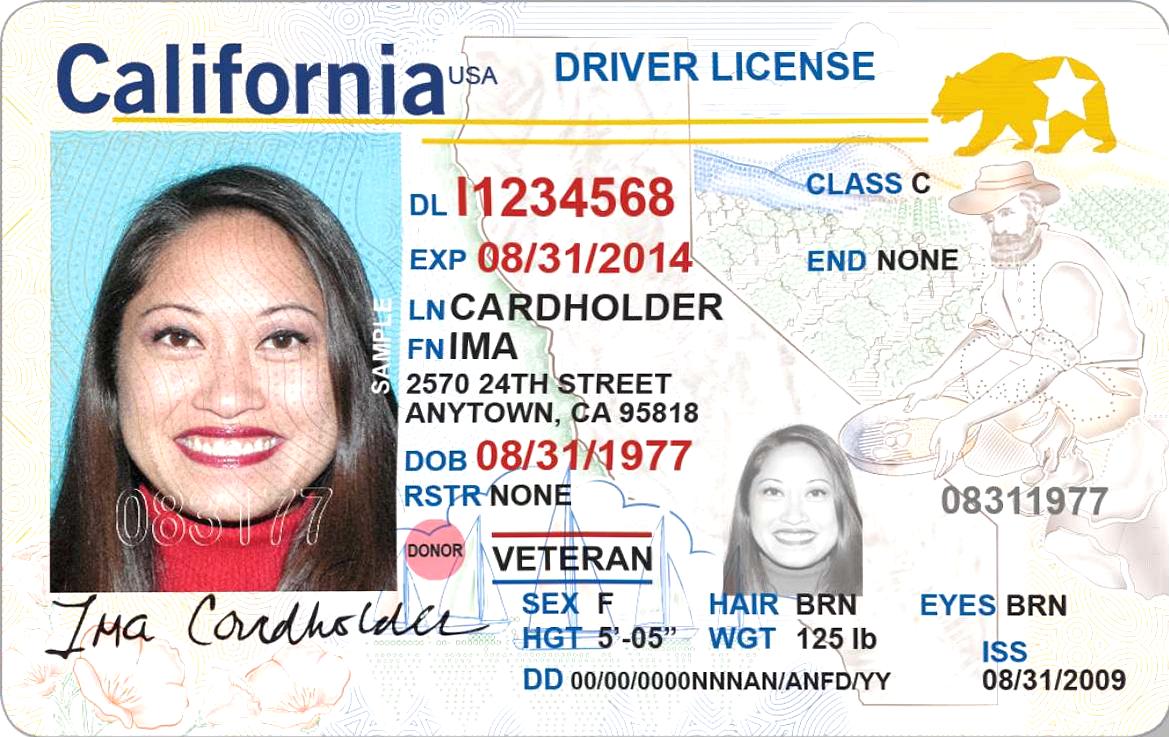 California USA DRIVER LICENSE
DL I1234568
CLASS C
EXP 08/31/2014
END NONE
LN CARDHOLDER
FN IMA
2570 24TH STREET
ANYTOWN, CA 95818
DOB 08/31/1977
RSTR NONE
08311977
SAMPLE
083177
DONOR
VETERAN
SEX F HAIR BRN EYES BRN
HGT 5'-05" WGT 125 lb
ISS
DD 00/00/0000NNNAN/ANFD/YY 08/31/2009
Ima Cardholder